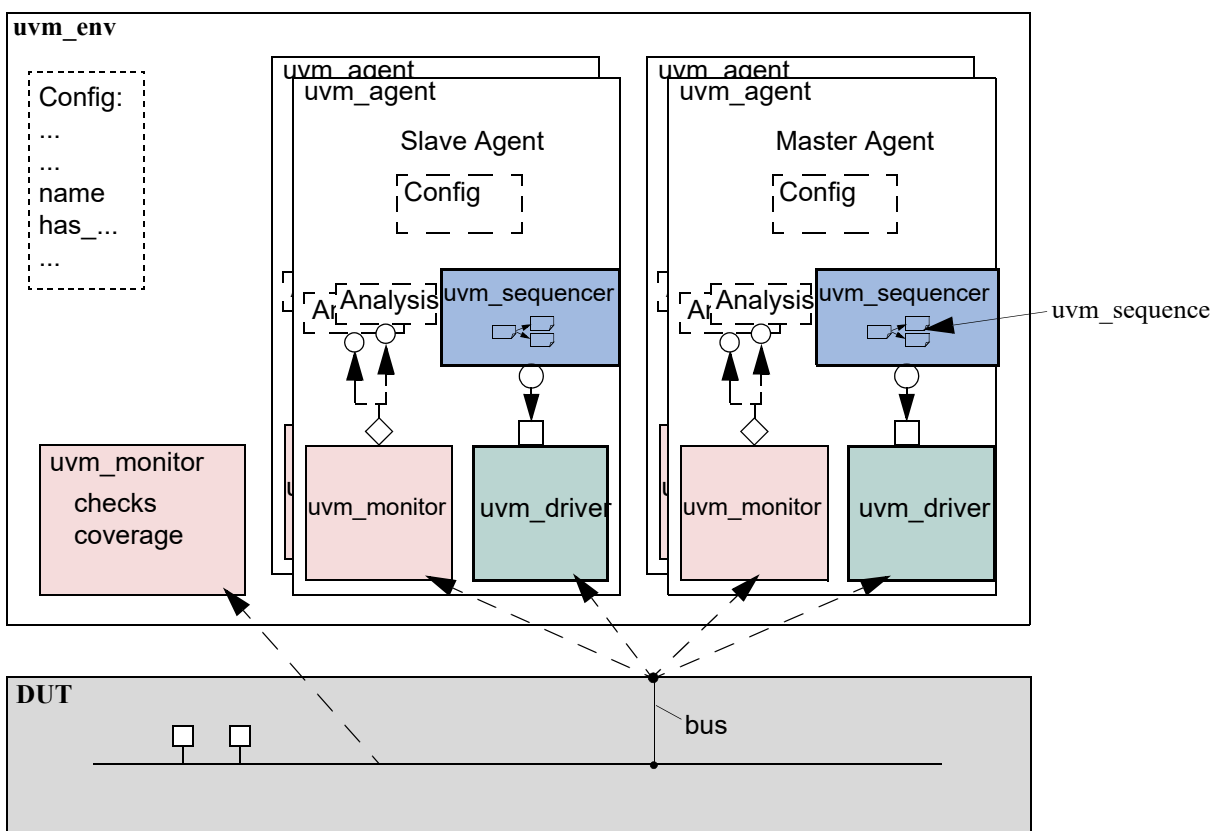 uvm_env
Config:
...
...
name
has_...
...
uvm_agent
uvm_agent
Slave Agent
Config
Analysis
uvm_sequencer
uvm_monitor
uvm_driver
uvm_agent
uvm_agent
Master Agent
Config
Analysis
uvm_sequencer
uvm_monitor
uvm_driver
uvm_sequence
uvm_monitor
checks
coverage
DUT
bus